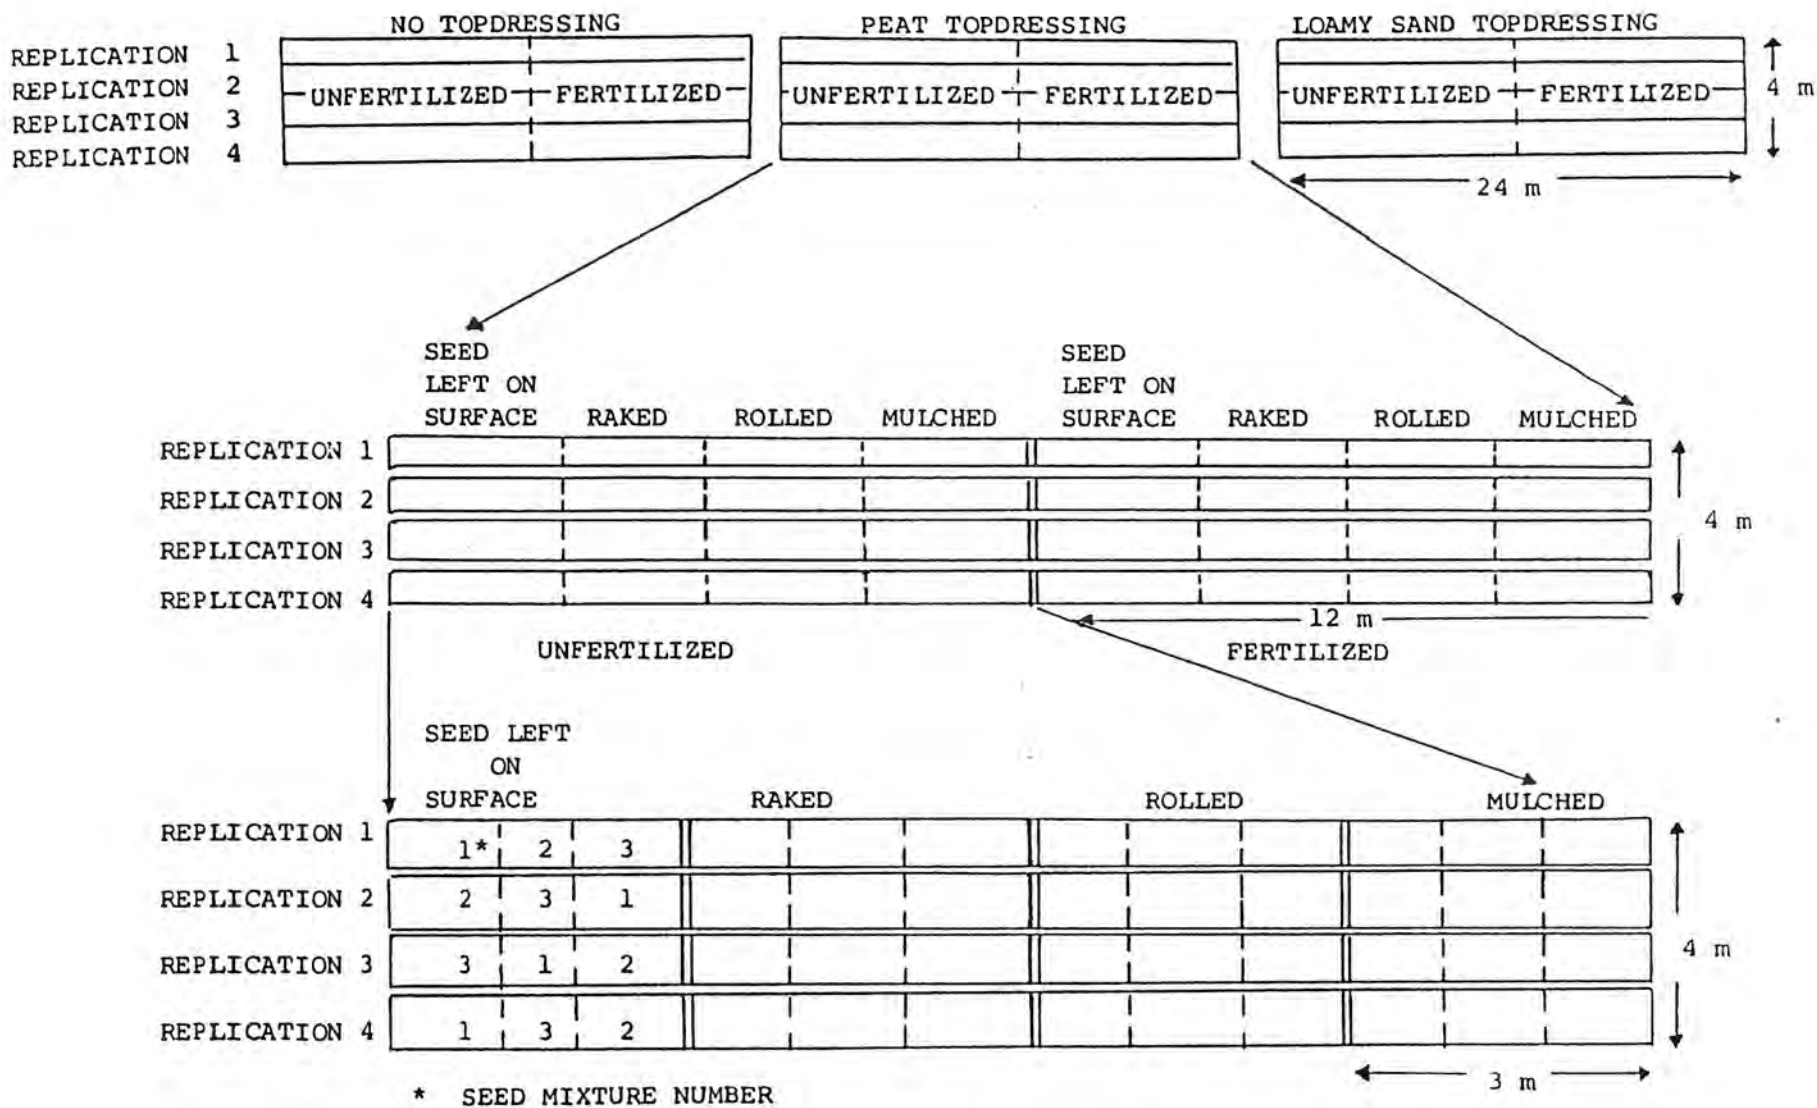 NO TOPDRESSING PEAT TOPDRESSING LOAMY SAND TOPDRESSING
REPLICATION 1
REPLICATION 2 UNFERTILIZED FERTILIZED UNFERTILIZED FERTILIZED UNFERTILIZED FERTILIZED 4 m
REPLICATION 3
REPLICATION 4
24 m
SEED SEED
LEFT ON LEFT ON
SURFACE RAKED ROLLED MULCHED SURFACE RAKED ROLLED MULCHED
REPLICATION 1
REPLICATION 2
4 m
REPLICATION 3
REPLICATION 4
12 m
UNFERTILIZED FERTILIZED
SEED LEFT
ON
SURFACE RAKED ROLLED MULCHED
REPLICATION 1 1* 2 3
REPLICATION 2 2 3 1
REPLICATION 3 3 1 2 4 m
REPLICATION 4 1 3 2
3 m
* SEED MIXTURE NUMBER